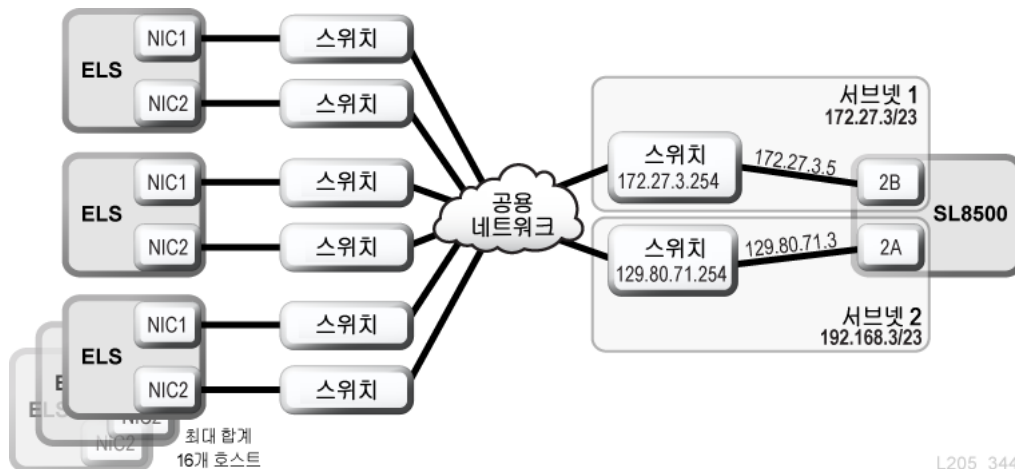 ELS
NIC1
스위치
NIC2
스위치
ELS
NIC1
스위치
NIC2
스위치
ELS
NIC1
스위치
NIC2
스위치
ELS
NIC2
NIC2
최대 합계
16개 호스트
공용
네트워크
서브넷 1
172.27.3/23
스위치
172.27.3.254
172.27.3.5
2B
SL8500
스위치
129.80.71.254
129.80.71.3
2A
서브넷 2
192.168.3/23
L205_344